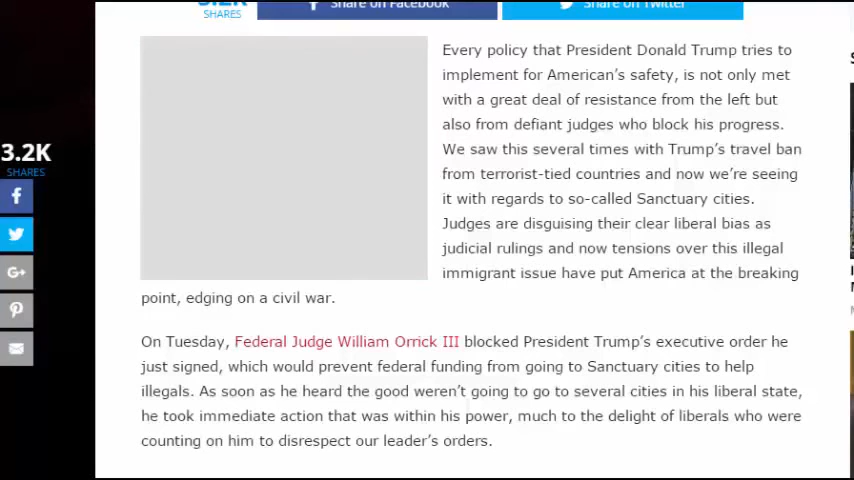 3.2K
SHARES
Share on Facebook
Share on Twitter
3.2K
SHARES
Every policy that President Donald Trump tries to
implement for American's safety, is not only met
with a great deal of resistance from the left but
also from defiant judges who block his progress.
We saw this several times with Trump's travel ban
from terrorist-tied countries and now we're seeing
it with regards to so-called Sanctuary cities.
Judges are disguising their clear liberal bias as
judicial rulings and now tensions over this illegal
immigrant issue have put America at the breaking
point, edging on a civil war.
On Tuesday, Federal Judge William Orrick III blocked President Trump's executive order he
just signed, which would prevent federal funding from going to Sanctuary cities to help
illegals. As soon as he heard the good weren't going to go to several cities in his liberal state,
he took immediate action that was within his power, much to the delight of liberals who were
counting on him to disrespect our leader's orders.